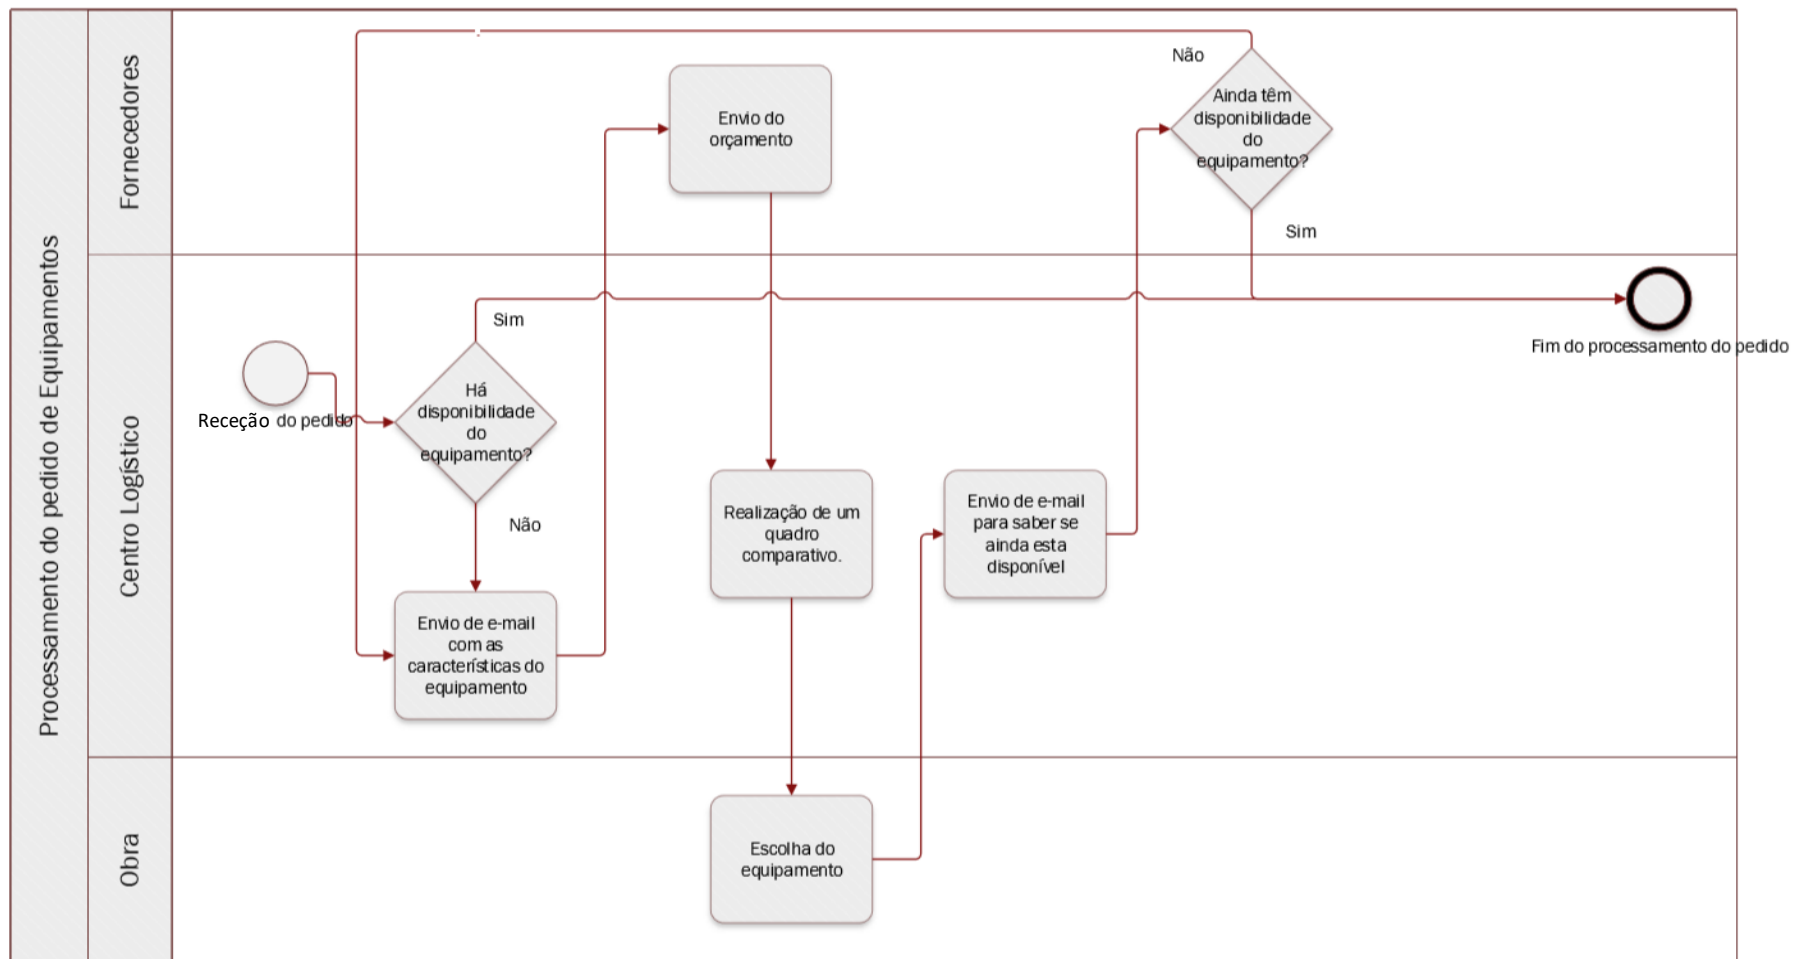 Processamento do pedido de Equipamentos
Fornecedores
Não
Ainda têm
disponibilidade
do
equipamento?
Envio do
orçamento
Sim
Centro Logístico
Sim
Fim do processamento do pedido
Receção do pedido
Há
disponibilidade
do
equipamento?
Não
Realização de um
quadro
comparativo.
Envio de e-mail
para saber se
ainda esta
disponível
Envio de e-mail
com as
características do
equipamento
Obra
Escolha do
equipamento